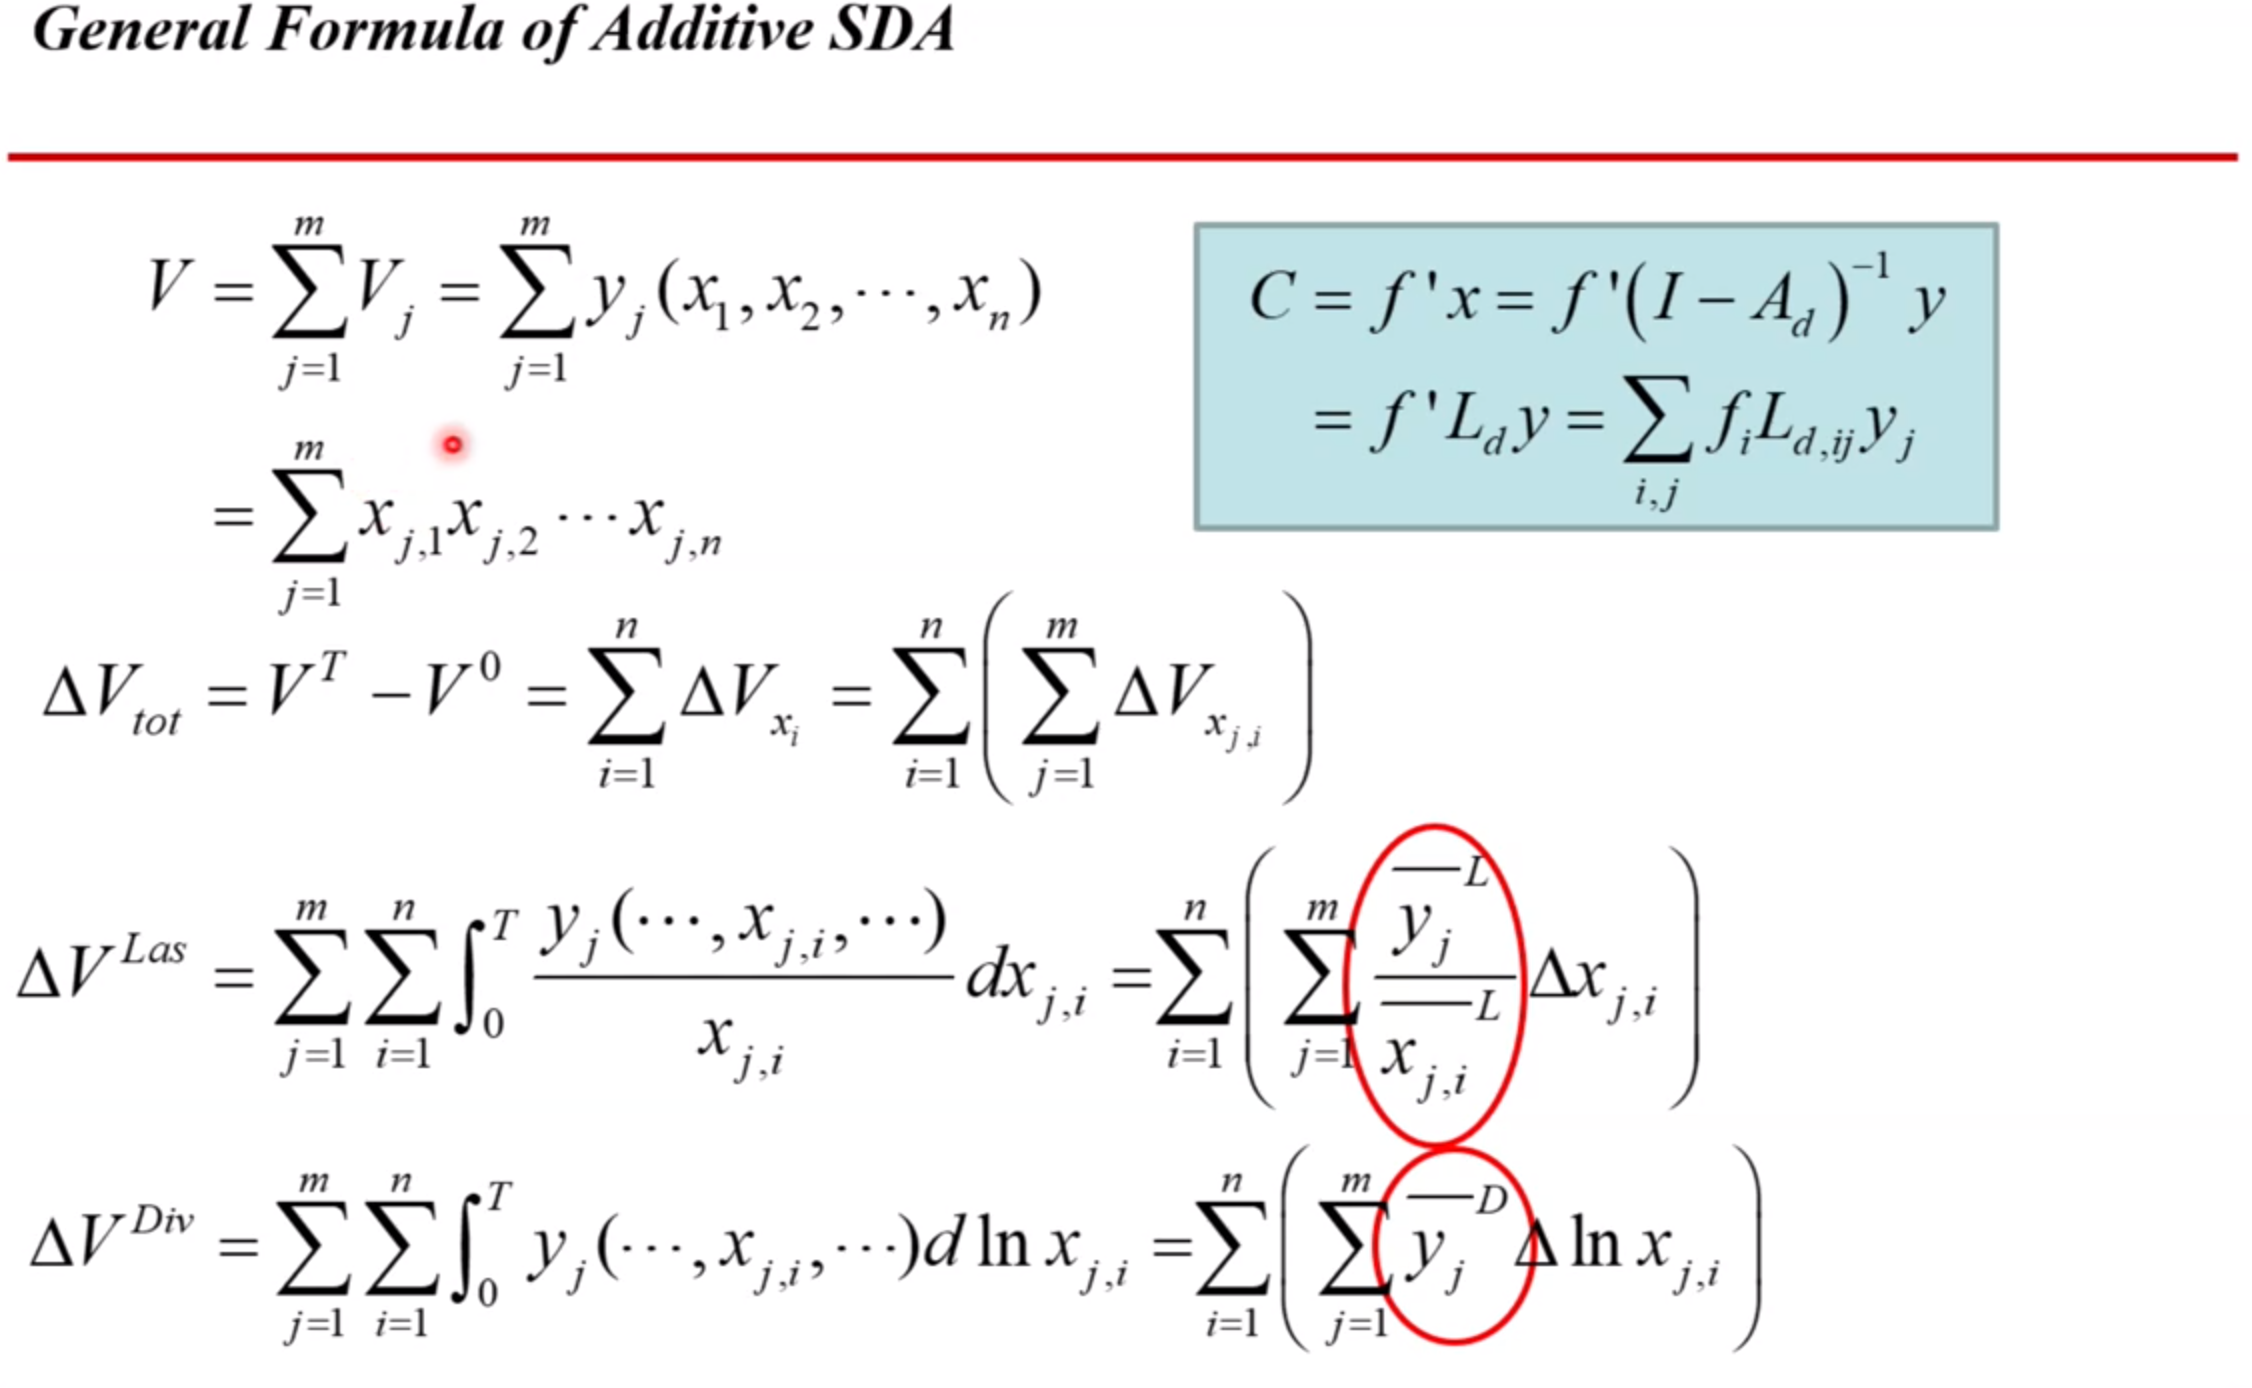 General Formula of Additive SDA
V = \sum_{j=1}^{m} V_j = \sum_{j=1}^{m} y_j (x_1, x_2, \cdots, x_n)
= \sum_{j=1}^{m} x_{j,1} x_{j,2} \cdots x_{j,n}
C = f ' x = f ' (I - A_d)^{-1} y
= f ' L_d y = \sum_{i,j} f_i L_{d,ij} y_j
\Delta V_{tot} = V^T - V^0 = \sum_{i=1}^{n} \Delta V_{x_i} = \sum_{i=1}^{n} \left( \sum_{j=1}^{m} \Delta V_{x_{j,i}} \right)
\Delta V^{Las} = \sum_{j=1}^{m} \sum_{i=1}^{n} \int_0^T \frac{y_j (\cdots, x_{j,i}, \cdots)}{x_{j,i}} dx_{j,i} = \sum_{i=1}^{n} \left( \sum_{j=1}^{m} \frac{\overline{y_j}^L}{\overline{x_{j,i}}^L} \Delta x_{j,i} \right)
\Delta V^{Div} = \sum_{j=1}^{m} \sum_{i=1}^{n} \int_0^T y_j (\cdots, x_{j,i}, \cdots) d \ln x_{j,i} = \sum_{i=1}^{n} \left( \sum_{j=1}^{m} \overline{y_j}^D \Delta \ln x_{j,i} \right)